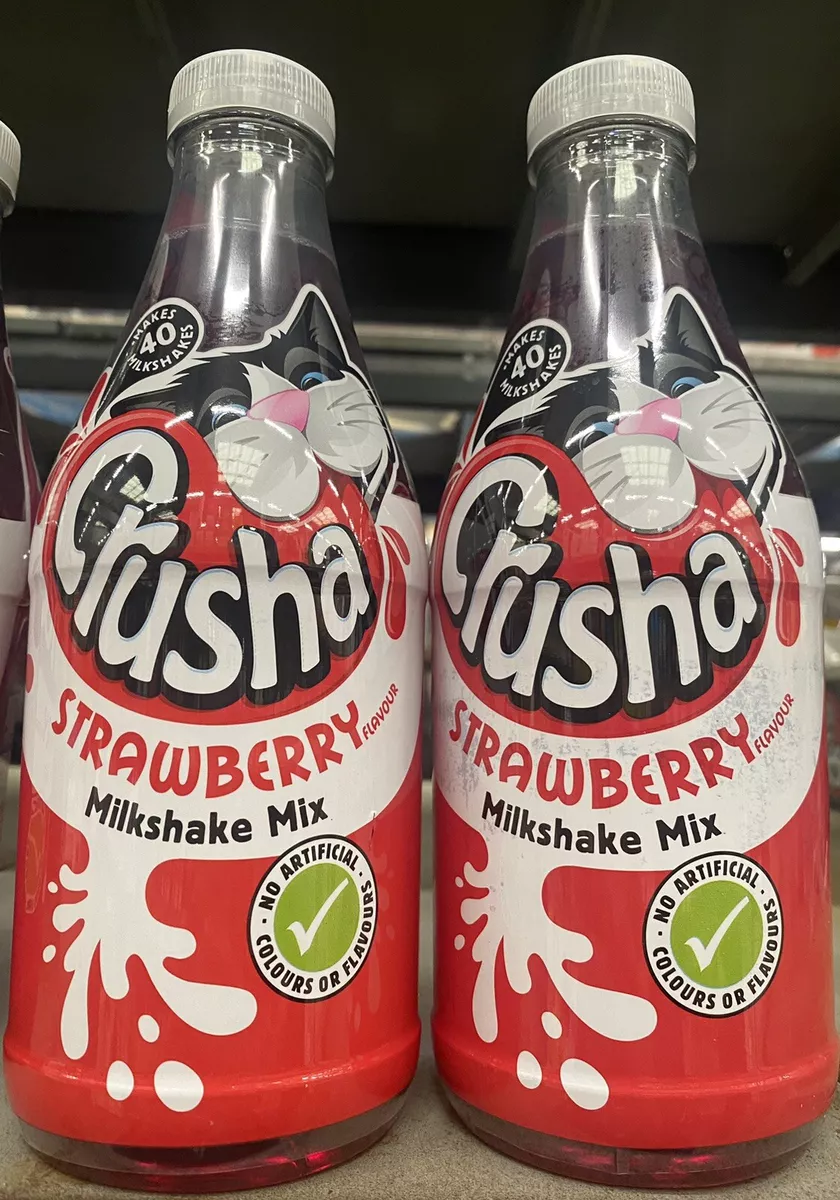 MAKES
40
MILKSHAKES
Crusha
STRAWBERRY FLAVOUR
Milkshake Mix
· NO ARTIFICIAL ·
COLOURS OR FLAVOURS
MAKES
40
MILKSHAKES
Crusha
STRAWBERRY FLAVOUR
Milkshake Mix
· NO ARTIFICIAL ·
COLOURS OR FLAVOURS